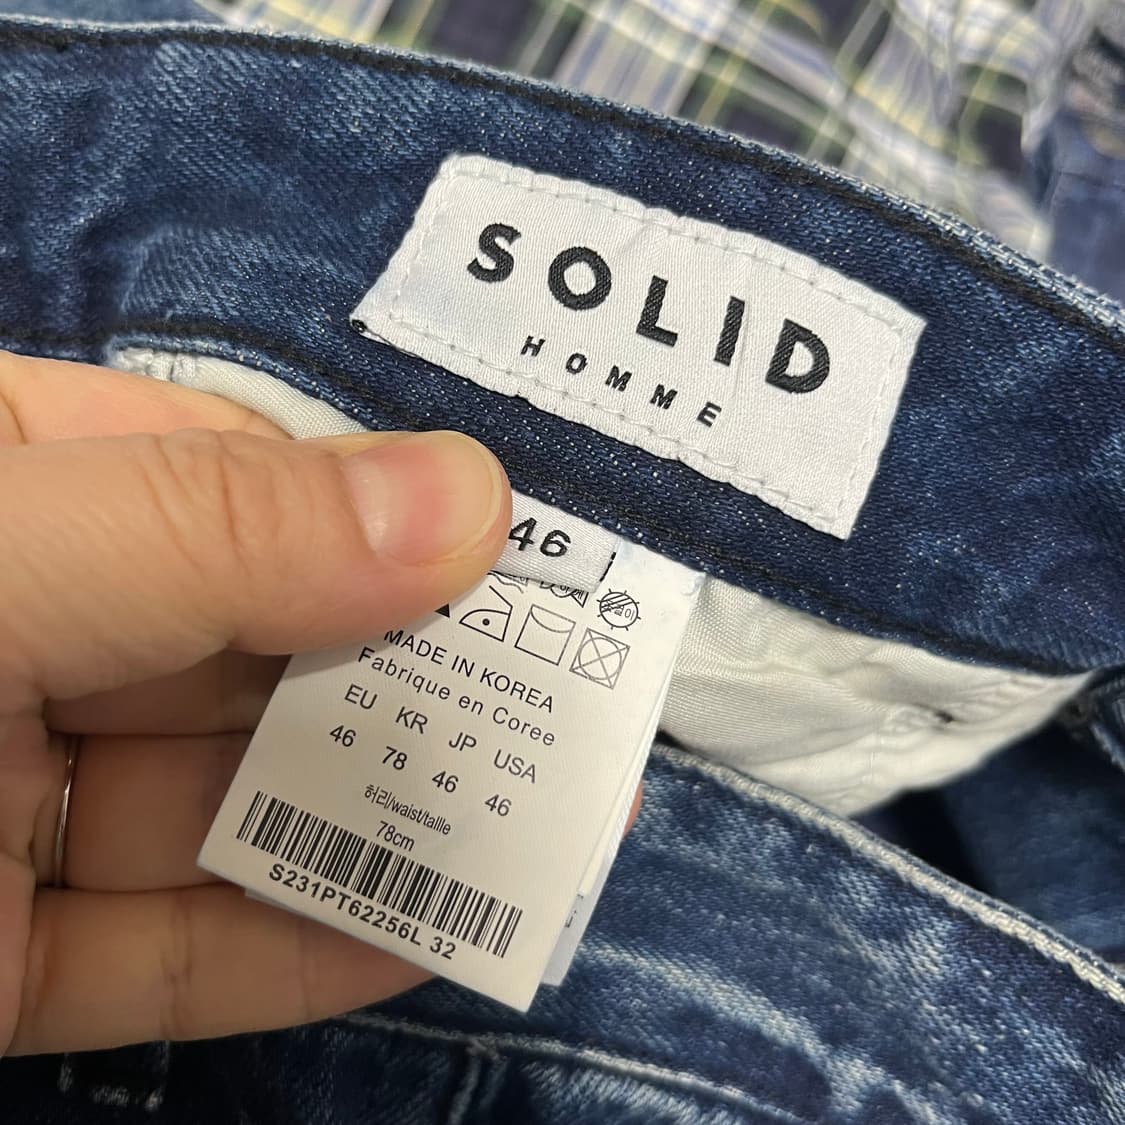 SOLID
HOMME
46
MADE IN KOREA
Fabrique en Coree
EU KR JP USA
46 78 46 46
허리/waist/taille
78cm
S231PT62256L 32